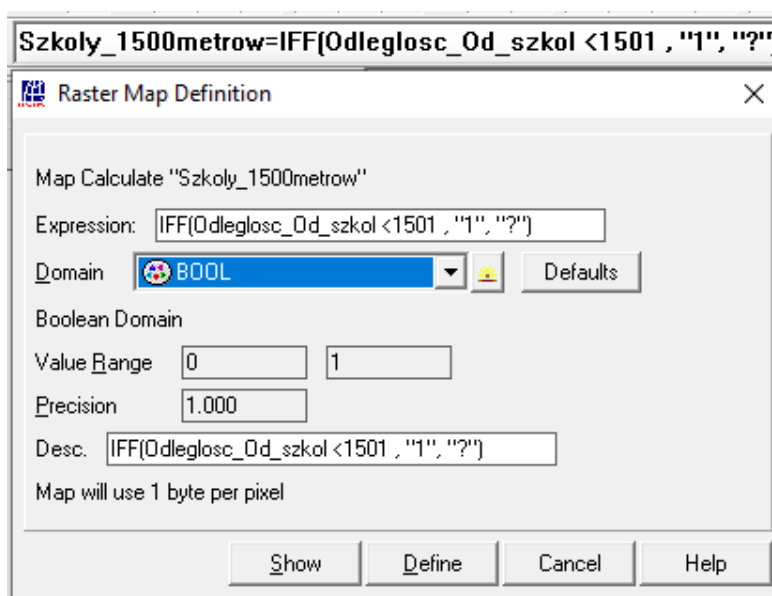 Szkoly_1500metrow=IFF(Odleglosc_Od_szkol <1501 , "1", "?")
Raster Map Definition
Map Calculate "Szkoly_1500metrow"
Expression: IFF(Odleglosc_Od_szkol <1501 , "1", "?")
Domain BOOL Defaults
Boolean Domain
Value Range 0 1
Precision 1.000
Desc. IFF(Odleglosc_Od_szkol <1501 , "1", "?")
Map will use 1 byte per pixel
Show Define Cancel Help